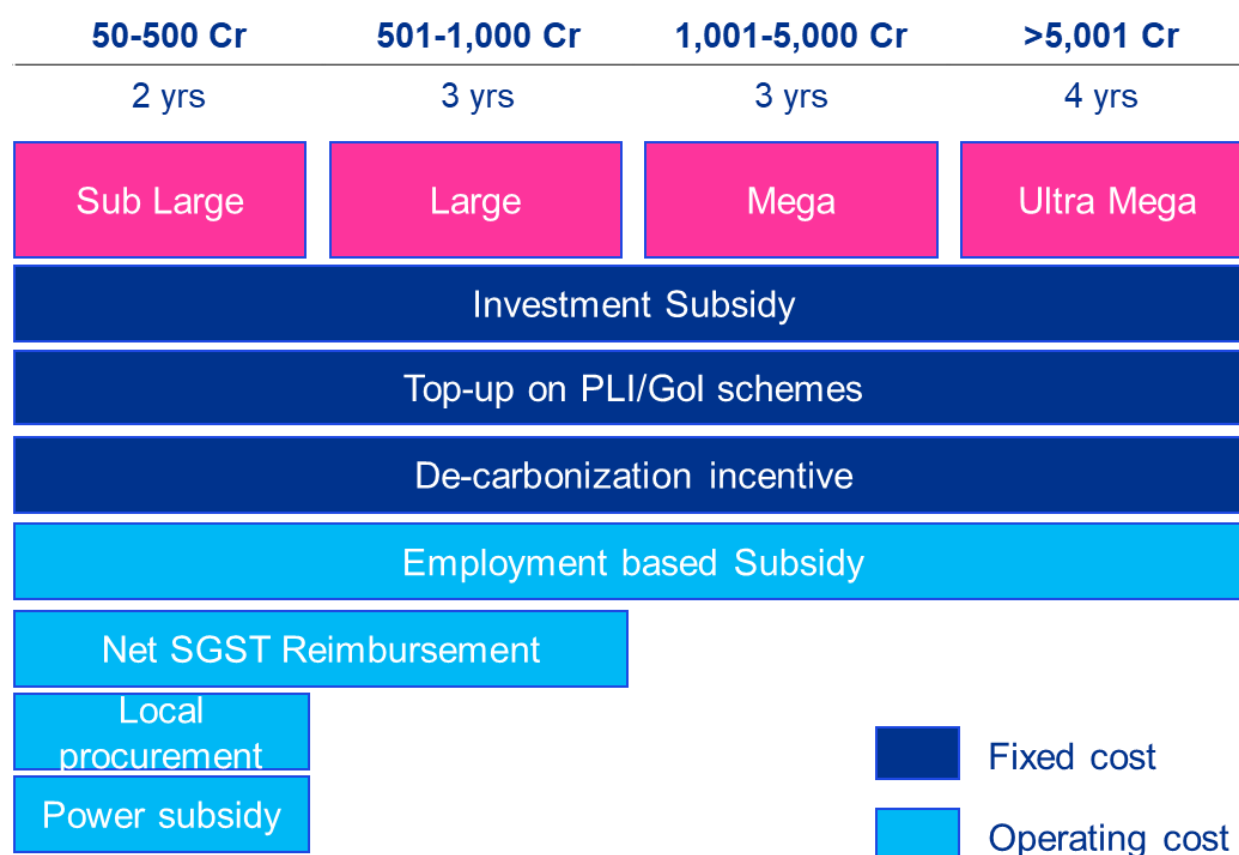 50-500 Cr 501-1,000 Cr 1,001-5,000 Cr >5,001 Cr
2 yrs 3 yrs 3 yrs 4 yrs
Sub Large Large Mega Ultra Mega
Investment Subsidy
Top-up on PLI/GoI schemes
De-carbonization incentive
Employment based Subsidy
Net SGST Reimbursement
Local
procurement
Power subsidy
Fixed cost
Operating cost